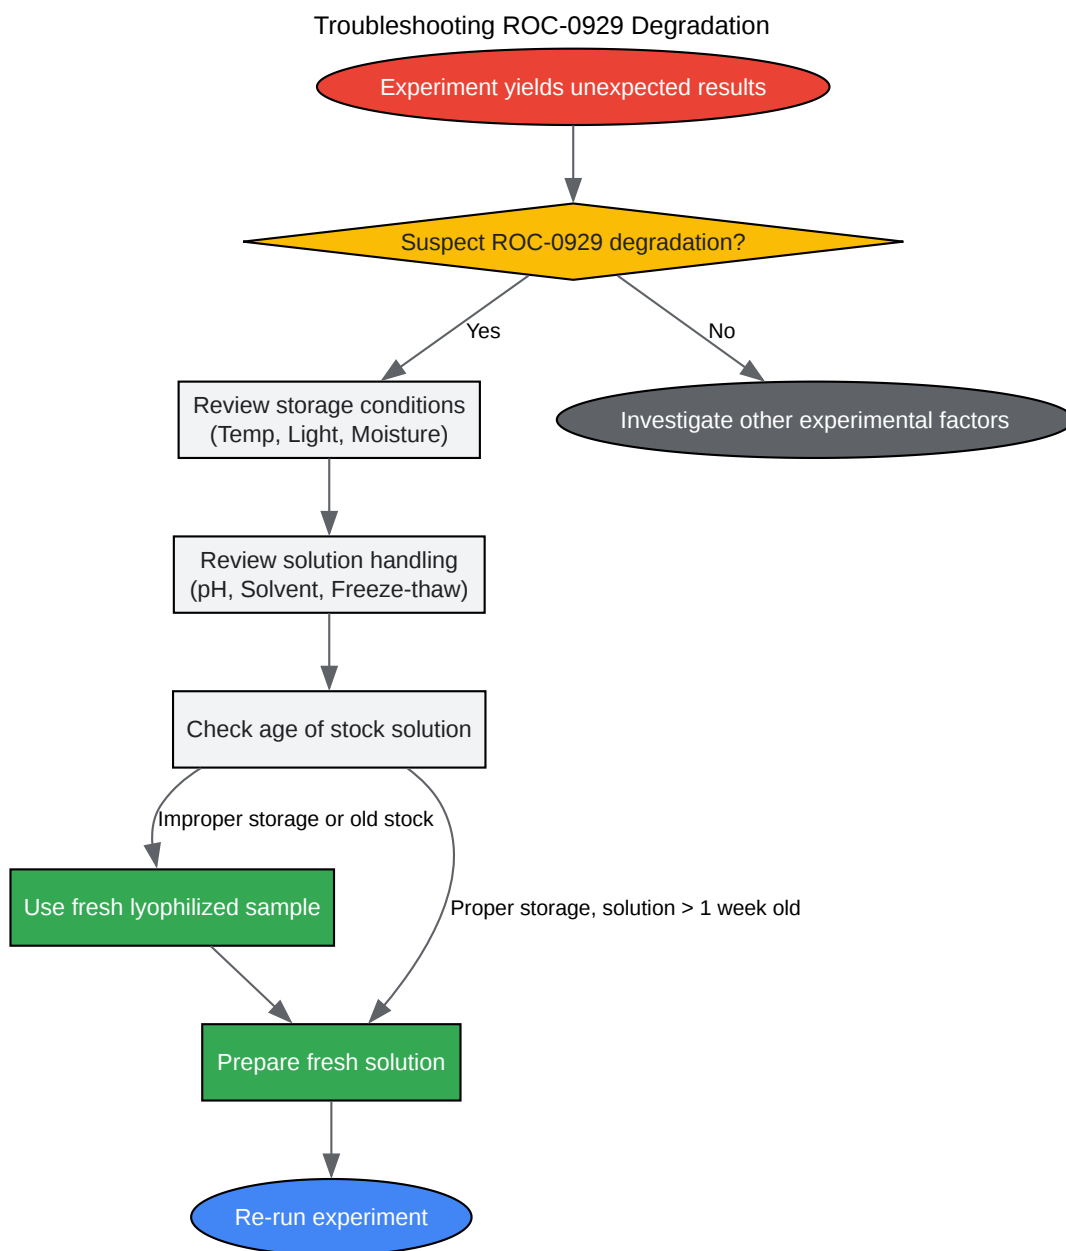 Troubleshooting ROC-0929 Degradation
Experiment yields unexpected results
Suspect ROC-0929 degradation?
Yes
No
Review storage conditions
(Temp, Light, Moisture)
Investigate other experimental factors
Review solution handling
(pH, Solvent, Freeze-thaw)
Check age of stock solution
Improper storage or old stock
Use fresh lyophilized sample
Proper storage, solution > 1 week old
Prepare fresh solution
Re-run experiment